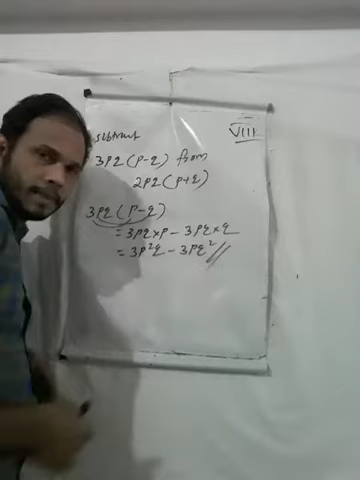 VIII
Subtract
3pq (p-q) from
2pq (p+q)
3pq (p-q)
= 3pq×p - 3pq×q
= 3p²q - 3pq² //